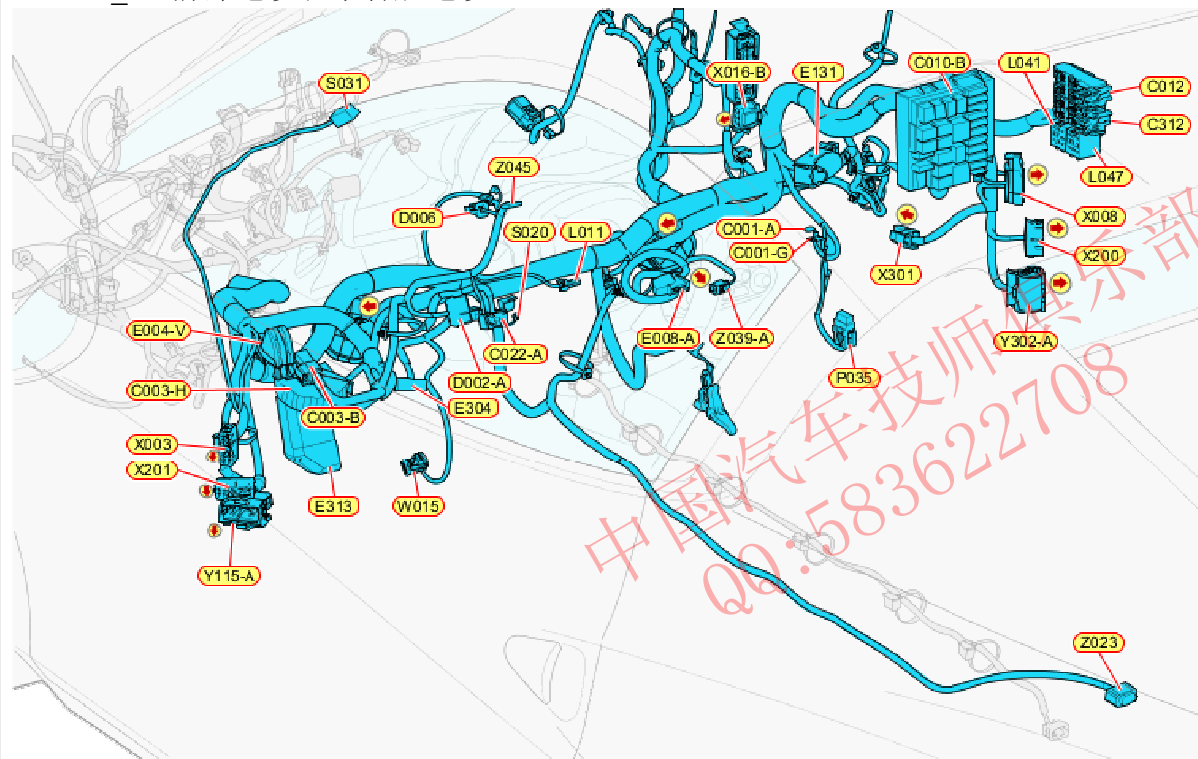 S031
X016-B
E131
C010-B
L041
C012
C312
L047
Z045
D006
S020
L011
C001-A
C001-G
X008
X200
X301
Y302-A
E004-V
C022-A
E008-A
Z039-A
C003-H
D002-A
P035
C003-B
E304
X003
X201
E313
W015
Y115-A
Z023
中国汽车技师俱乐部
QQ:583622708